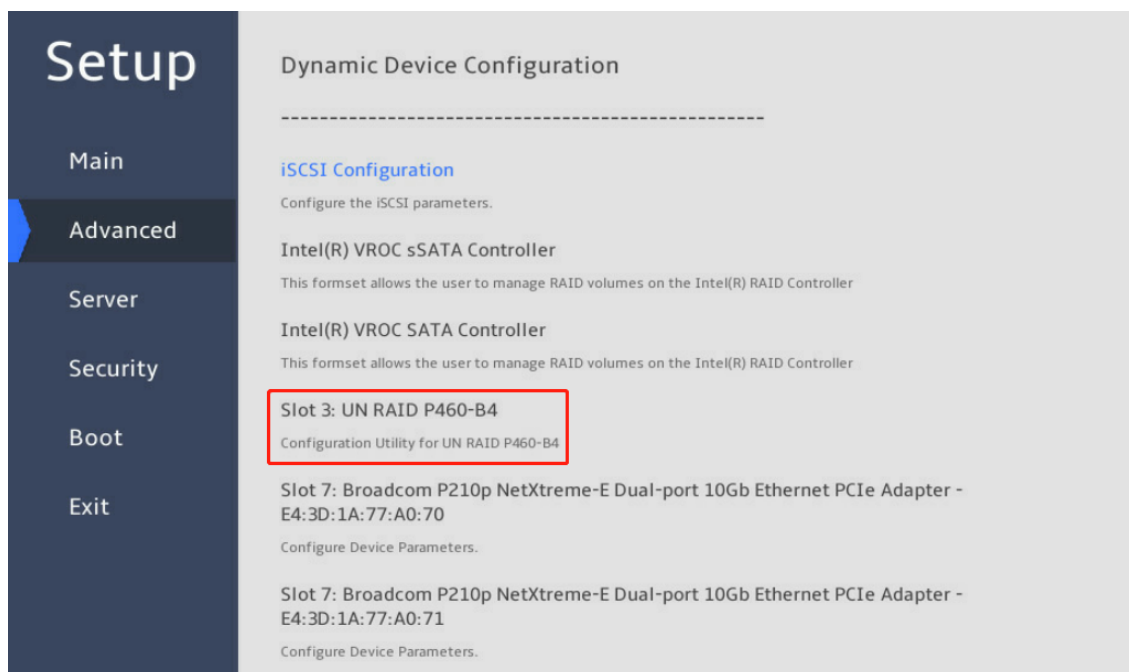 Setup
Main
Advanced
Server
Security
Boot
Exit
Dynamic Device Configuration
--------------------------------------------------
iSCSI Configuration
Configure the iSCSI parameters.
Intel(R) VROC sSATA Controller
This formset allows the user to manage RAID volumes on the Intel(R) RAID Controller
Intel(R) VROC SATA Controller
This formset allows the user to manage RAID volumes on the Intel(R) RAID Controller
Slot 3: UN RAID P460-B4
Configuration Utility for UN RAID P460-B4
Slot 7: Broadcom P210p NetXtreme-E Dual-port 10Gb Ethernet PCIe Adapter -
E4:3D:1A:77:A0:70
Configure Device Parameters.
Slot 7: Broadcom P210p NetXtreme-E Dual-port 10Gb Ethernet PCIe Adapter -
E4:3D:1A:77:A0:71
Configure Device Parameters.